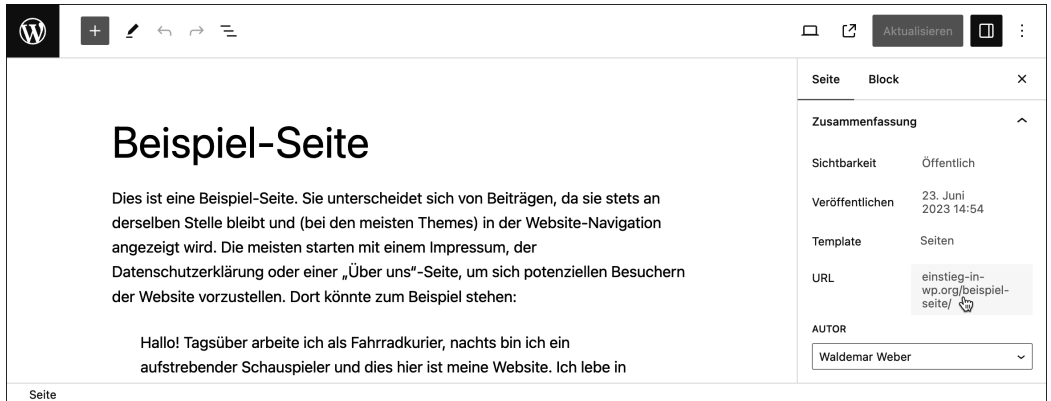 Aktualisieren
Seite Block
Zusammenfassung
Sichtbarkeit Öffentlich
Veröffentlichen 23. Juni
2023 14:54
Template Seiten
URL einstieg-in-
wp.org/beispiel-
seite/
AUTOR
Waldemar Weber
Beispiel-Seite
Dies ist eine Beispiel-Seite. Sie unterscheidet sich von Beiträgen, da sie stets an
derselben Stelle bleibt und (bei den meisten Themes) in der Website-Navigation
angezeigt wird. Die meisten starten mit einem Impressum, der
Datenschutzerklärung oder einer „Über uns“-Seite, um sich potenziellen Besuchern
der Website vorzustellen. Dort könnte zum Beispiel stehen:
Hallo! Tagsüber arbeite ich als Fahrradkurier, nachts bin ich ein
aufstrebender Schauspieler und dies hier ist meine Website. Ich lebe in
Seite